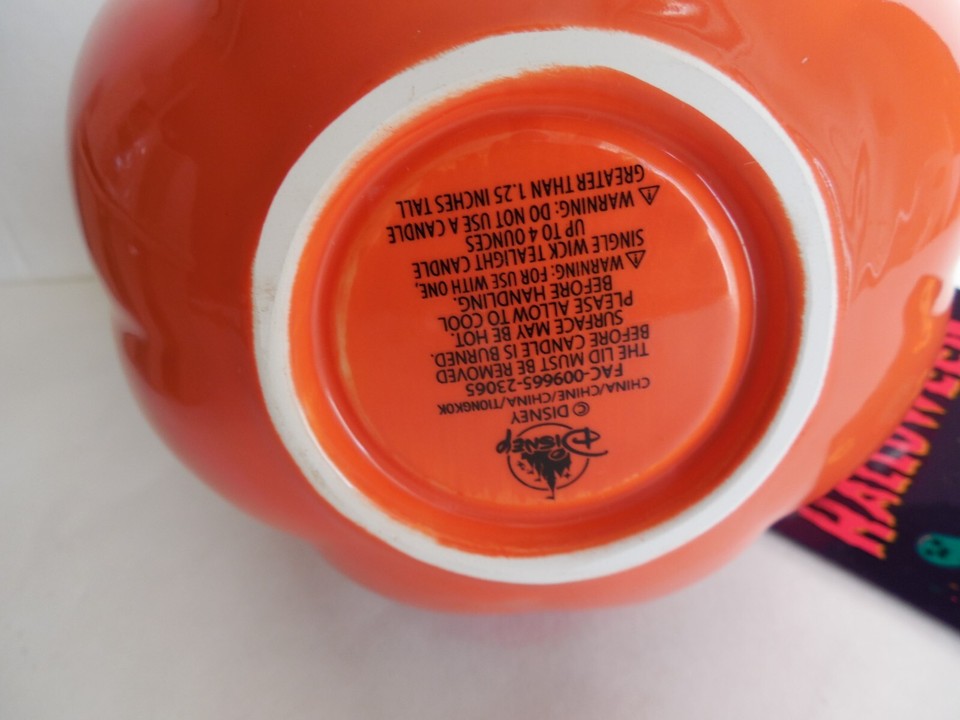 DISNEY
© DISNEY
CHINA/CHINE/CHINA/TIONGKOK
FAC-009665-23065
THE LID MUST BE REMOVED
BEFORE CANDLE IS BURNED.
SURFACE MAY BE HOT.
PLEASE ALLOW TO COOL
BEFORE HANDLING.
⚠ WARNING: FOR USE WITH ONE,
SINGLE WICK TEALIGHT CANDLE
UP TO 4 OUNCES
⚠ WARNING: DO NOT USE A CANDLE
GREATER THAN 1.25 INCHES TALL
HALLOWEEN